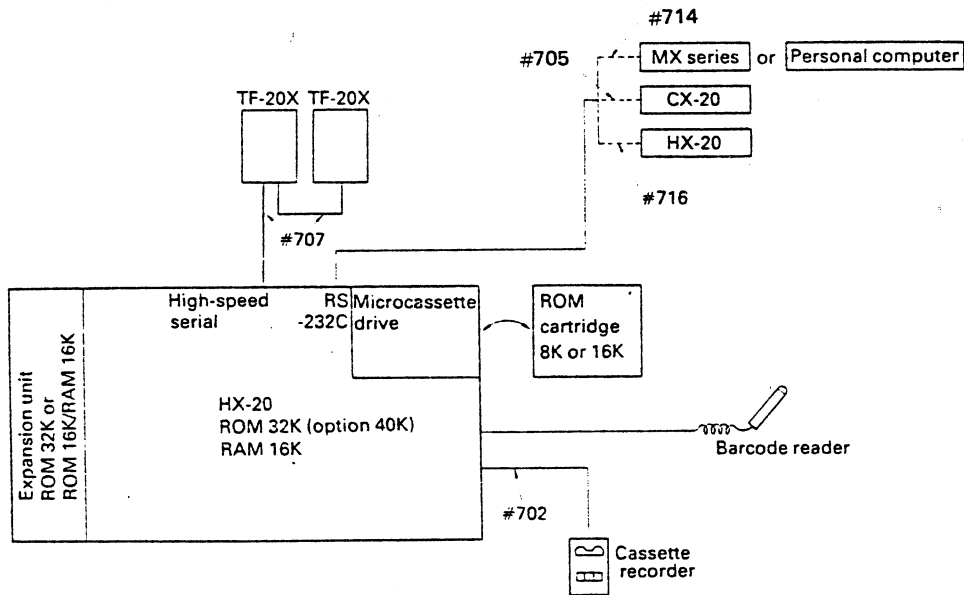 #714
#705
MX series or Personal computer
CX-20
HX-20
#716
TF-20X TF-20X
#707
High-speed
serial
RS
-232C
Microcassette
drive
ROM
cartridge
8K or 16K
Expansion unit
ROM 32K or
ROM 16K/RAM 16K
HX-20
ROM 32K (option 40K)
RAM 16K
Barcode reader
#702
Cassette
recorder